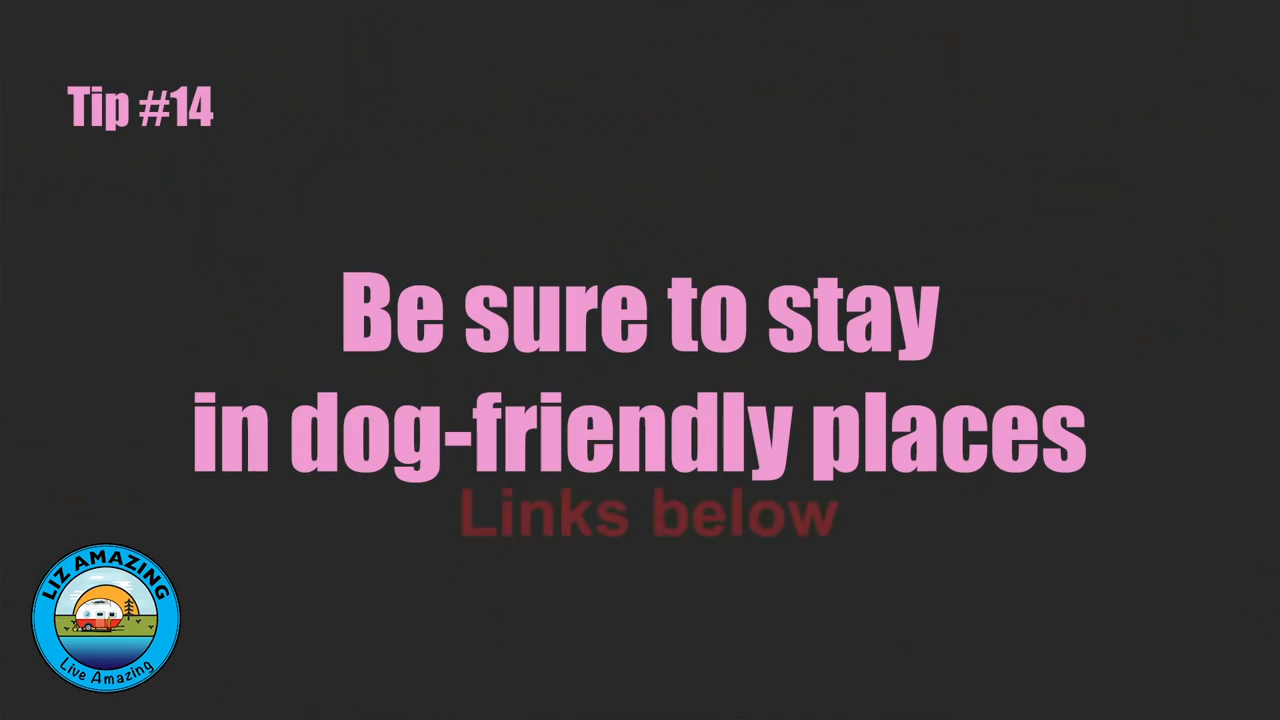 Tip #14
Be sure to stay
in dog-friendly places
Links below
LIZ AMAZING
Live Amazing